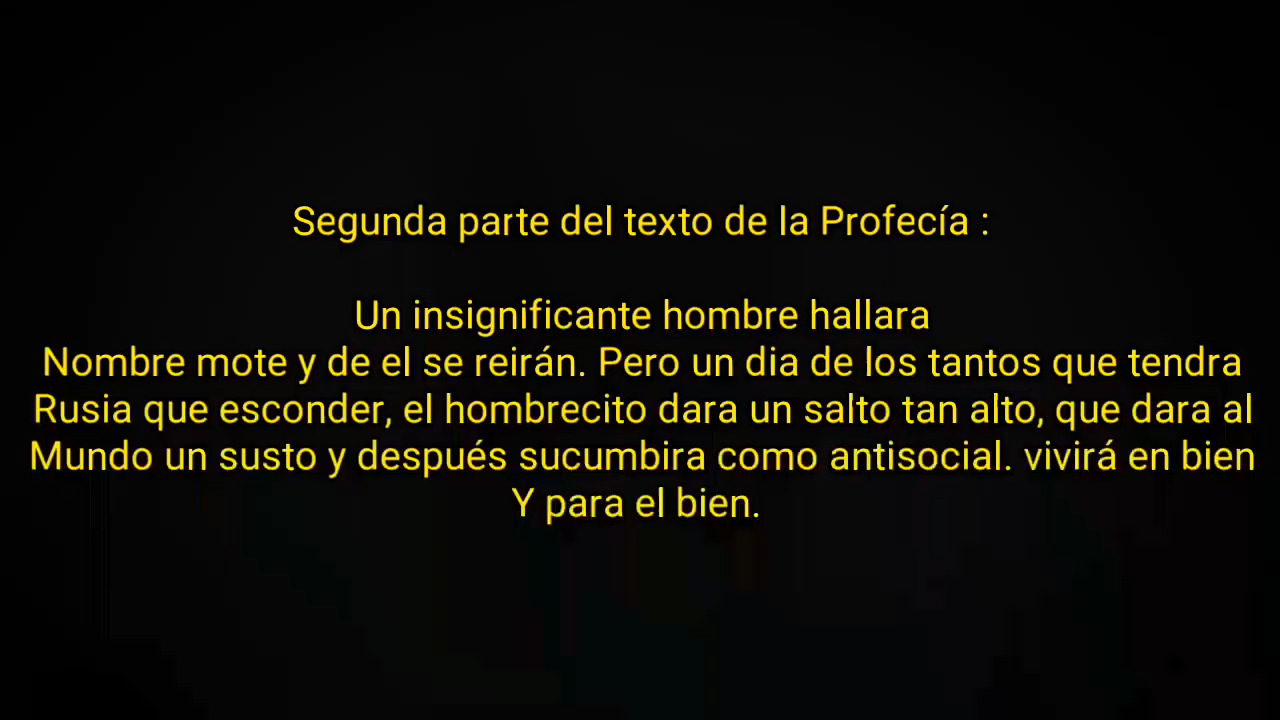 Segunda parte del texto de la Profecía :
Un insignificante hombre hallara
Nombre mote y de el se reirán. Pero un dia de los tantos que tendra
Rusia que esconder, el hombrecito dara un salto tan alto, que dara al
Mundo un susto y después sucumbira como antisocial. vivirá en bien
Y para el bien.